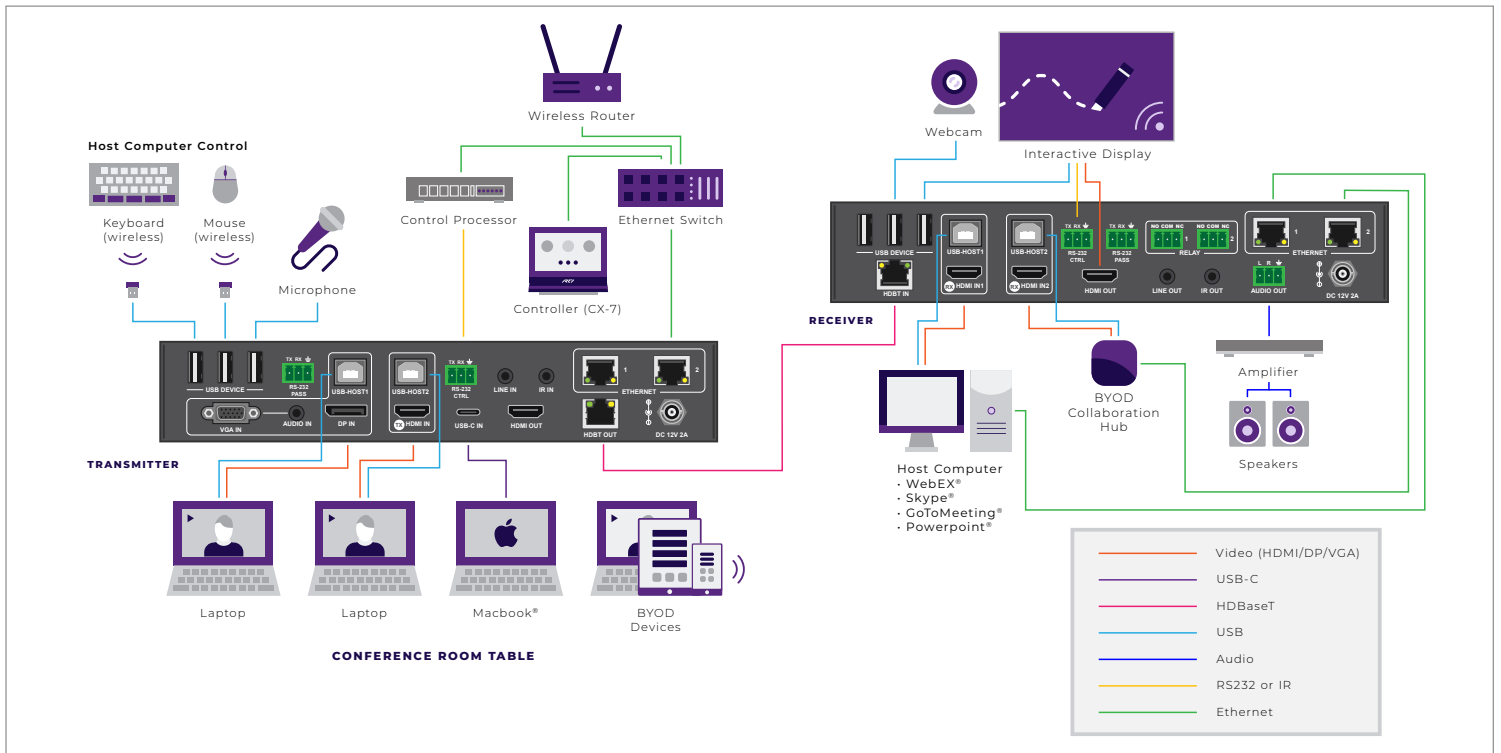 Wireless Router
Host Computer Control
Keyboard
(wireless)
Mouse
(wireless)
Microphone
Control Processor
Ethernet Switch
RTI
Controller (CX-7)
Webcam
Interactive Display
USB DEVICE
TX RX
RS-232
PASS
USB-HOST1
USB-HOST2
TX RX
RS-232
CTRL
LINE IN
IR IN
ETHERNET
1
2
VGA IN
AUDIO IN
DP IN
TX HDMI IN
USB-C IN
HDMI OUT
HDBT OUT
DC 12V 2A
TRANSMITTER
USB DEVICE
HDBT IN
USB-HOST1
RX HDMI IN1
USB-HOST2
RX HDMI IN2
TX RX
RS-232
CTRL
TX RX
RS-232
PASS
HDMI OUT
NO COM NC
1
NO COM NC
2
RELAY
LINE OUT
IR OUT
1
2
ETHERNET
L R
AUDIO OUT
DC 12V 2A
RECEIVER
Host Computer
• WebEX®
• Skype®
• GoToMeeting®
• Powerpoint®
BYOD
Collaboration
Hub
Amplifier
Speakers
Laptop
Laptop
Macbook®
BYOD
Devices
CONFERENCE ROOM TABLE
Video (HDMI/DP/VGA)
USB-C
HDBaseT
USB
Audio
RS232 or IR
Ethernet